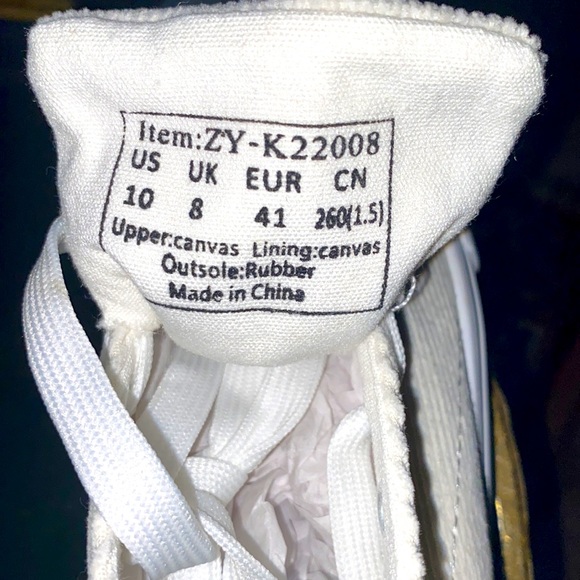 Item:ZY-K22008
US UK EUR CN
10 8 41 260(1.5)
Upper:canvas Lining:canvas
Outsole:Rubber
Made in China